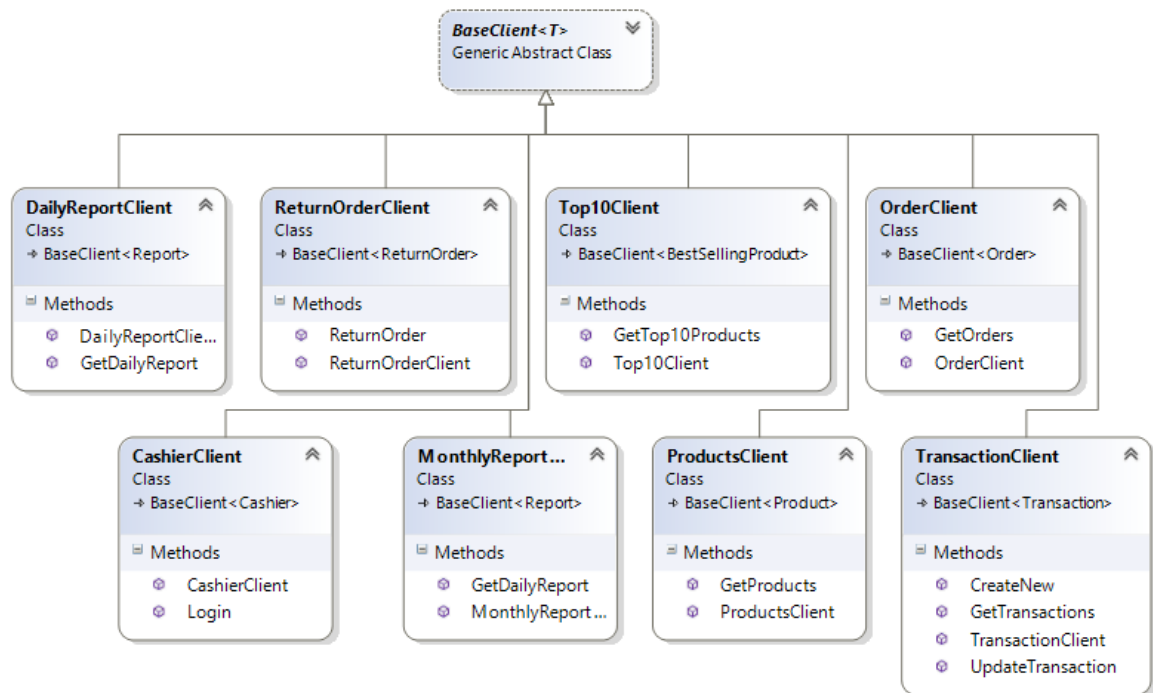 BaseClient<T>
Generic Abstract Class
DailyReportClient
Class
BaseClient<Report>
Methods
DailyReportClie...
GetDailyReport
ReturnOrderClient
Class
BaseClient<ReturnOrder>
Methods
ReturnOrder
ReturnOrderClient
Top10Client
Class
BaseClient<BestSellingProduct>
Methods
GetTop10Products
Top10Client
OrderClient
Class
BaseClient<Order>
Methods
GetOrders
OrderClient
CashierClient
Class
BaseClient<Cashier>
Methods
CashierClient
Login
MonthlyReport...
Class
BaseClient<Report>
Methods
GetDailyReport
MonthlyReport...
ProductsClient
Class
BaseClient<Product>
Methods
GetProducts
ProductsClient
TransactionClient
Class
BaseClient<Transaction>
Methods
CreateNew
GetTransactions
TransactionClient
UpdateTransaction